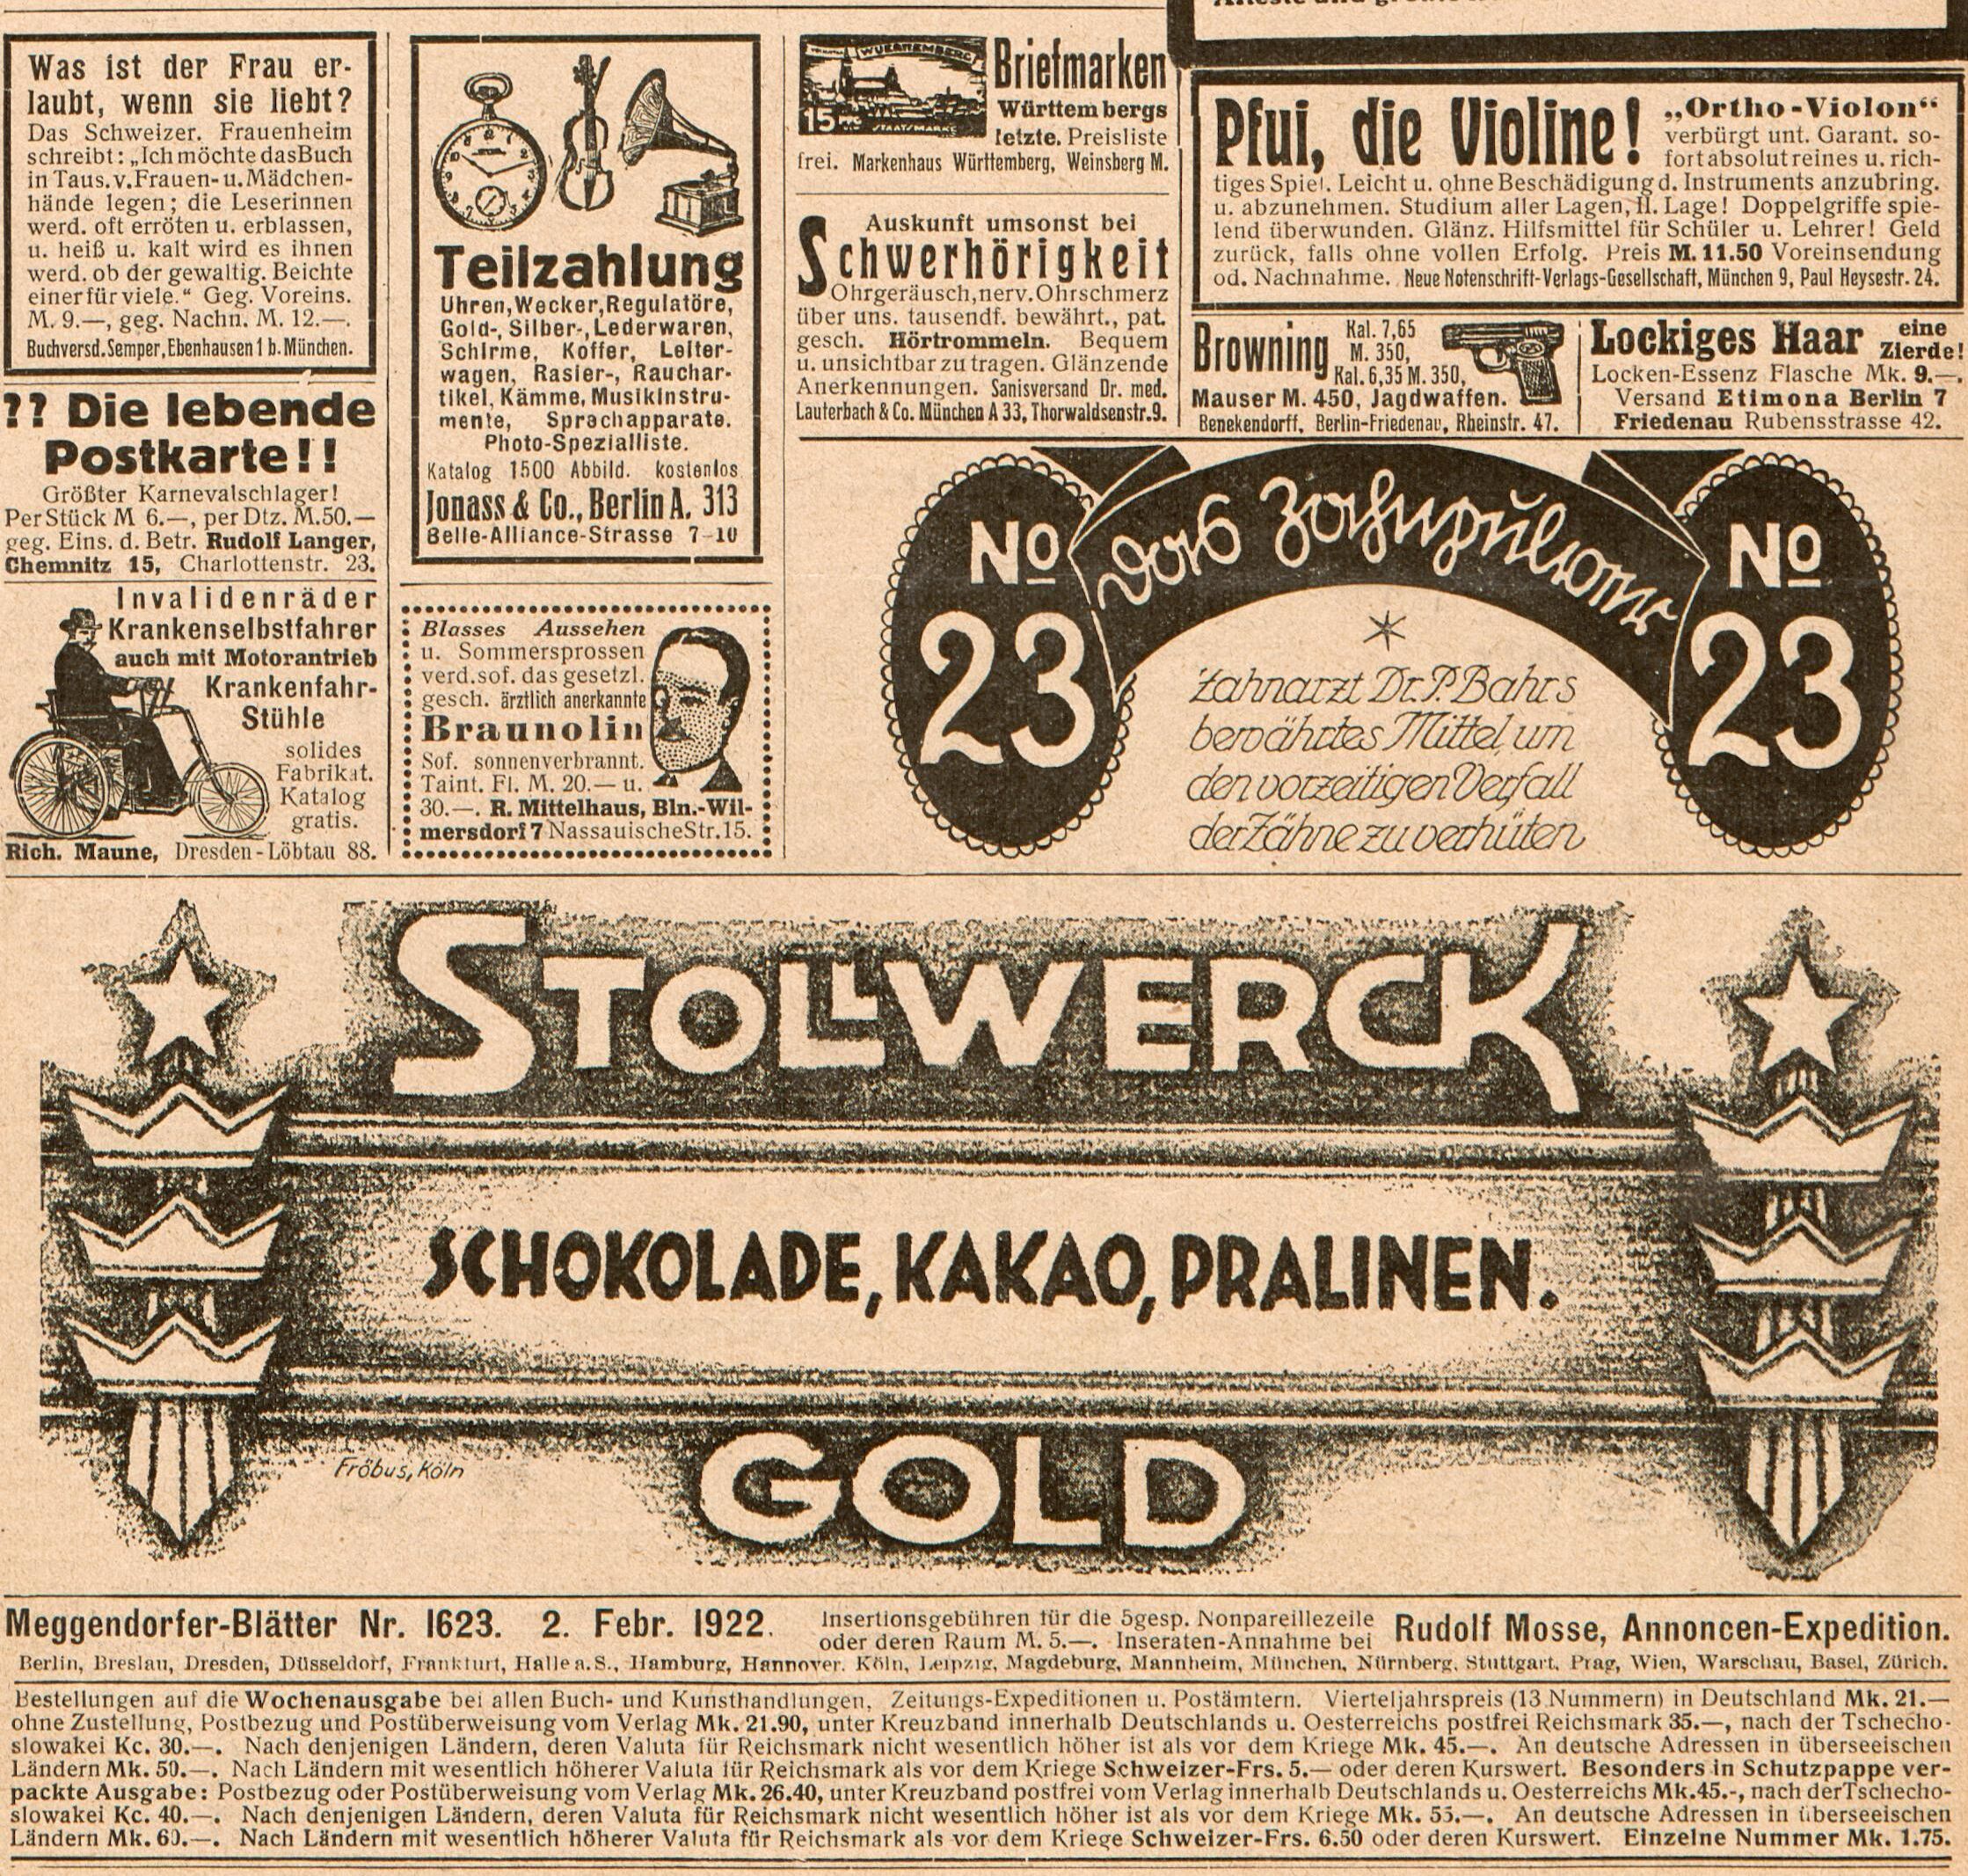 Was ist der Frau er-
laubt, wenn sie liebt?
Das Schweizer. Frauenheim
schreibt: „Ich möchte das Buch
in Taus. v. Frauen- u. Mädchen-
hände legen; die Leserinnen
werd. oft erröten u. erblassen,
u. heiß u. kalt wird es ihnen
werd. ob der gewaltig. Beichte
einer für viele.“ Geg. Voreins.
M. 9.—, geg. Nachn. M. 12.—.
Buchversd. Semper, Ebenhausen 1 b. München.
?? Die lebende
Postkarte!!
Größter Karnevalschlager!
Per Stück M 6.—, per Dtz. M. 50.—
geg. Eins. d. Betr. Rudolf Langer,
Chemnitz 15, Charlottenstr. 23.
Invalidenräder
Krankenselbstfahrer
auch mit Motorantrieb
Krankenfahr-
Stühle
solides
Fabrikat.
Katalog
gratis.
Rich. Maune, Dresden-Löbtau 88.
Teilzahlung
Uhren, Wecker, Regulatöre,
Gold-, Silber-, Lederwaren,
Schirme, Koffer, Leiter-
wagen, Rasier-, Rauchar-
tikel, Kämme, Musikinstru-
mente, Sprachapparate.
Photo-Spezialliste.
Katalog 1500 Abbild. kostenlos
Jonass & Co., Berlin A. 313
Belle-Alliance-Strasse 7-10
Blasses Aussehen
u. Sommersprossen
verd. sof. das gesetzl.
gesch. ärztlich anerkannte
Braunolin
Sof. sonnenverbrannt.
Taint. Fl. M. 20.— u.
30.—. R. Mittelhaus, Bln.-Wil-
mersdorf 7 Nassauische Str. 15.
WUERTTEMBERG
15
STAATSMARKE
Briefmarken
Württembergs
letzte. Preisliste
frei. Markenhaus Württemberg, Weinsberg M.
Auskunft umsonst bei
Schwerhörigkeit
Ohrgeräusch, nerv. Ohrschmerz
über uns. tausendf. bewährt., pat.
gesch. Hörtrommeln. Bequem
u. unsichtbar zu tragen. Glänzende
Anerkennungen. Sanisversand Dr. med.
Lauterbach & Co. München A 33, Thorwaldsenstr. 9.
Pfui, die Violine! „Ortho-Violon“
verbürgt unt. Garant. so-
fort absolut reines u. rich-
tiges Spiel. Leicht u. ohne Beschädigung d. Instruments anzubring.
u. abzunehmen. Studium aller Lagen, II. Lage! Doppelgriffe spie-
lend überwunden. Glänz. Hilfsmittel für Schüler u. Lehrer! Geld
zurück, falls ohne vollen Erfolg. Preis M. 11.50 Voreinsendung
od. Nachnahme. Neue Notenschrift-Verlags-Gesellschaft, München 9, Paul Heysestr. 24.
Browning Kal. 7,65
M. 350,
Kal. 6,35 M. 350,
Mauser M. 450, Jagdwaffen.
Benekendorff, Berlin-Friedenau, Rheinstr. 47.
Lockiges Haar eine
Zierde!
Locken-Essenz Flasche Mk. 9.—.
Versand Etimona Berlin 7
Friedenau Rubensstrasse 42.
No
23
das Zahnpulver
No
23
Zahnarzt Dr. P. Bahrs
bewährtes Mittel, um
den vorzeitigen Verfall
der Zähne zu verhüten
STOLLWERCK
SCHOKOLADE, KAKAO, PRALINEN.
GOLD
Fröbus, Köln
Meggendorfer-Blätter Nr. 1623. 2. Febr. 1922.
Insertionsgebühren für die 5gesp. Nonpareillezeile
oder deren Raum M. 5.—. Inseraten-Annahme bei
Rudolf Mosse, Annoncen-Expedition.
Berlin, Breslau, Dresden, Düsseldorf, Frankfurt, Halle a. S., Hamburg, Hannover. Köln, Leipzig, Magdeburg, Mannheim, München, Nürnberg, Stuttgart, Prag, Wien, Warschau, Basel, Zürich.
Bestellungen auf die Wochenausgabe bei allen Buch- und Kunsthandlungen, Zeitungs-Expeditionen u. Postämtern. Vierteljahrspreis (13 Nummern) in Deutschland Mk. 21.—
ohne Zustellung, Postbezug und Postüberweisung vom Verlag Mk. 21.90, unter Kreuzband innerhalb Deutschlands u. Oesterreichs postfrei Reichsmark 35.—, nach der Tschecho-
slowakei Kc. 30.—. Nach denjenigen Ländern, deren Valuta für Reichsmark nicht wesentlich höher ist als vor dem Kriege Mk. 45.—. An deutsche Adressen in überseeischen
Ländern Mk. 50.—. Nach Ländern mit wesentlich höherer Valuta für Reichsmark als vor dem Kriege Schweizer-Frs. 5.— oder deren Kurswert. Besonders in Schutzpappe ver-
packte Ausgabe: Postbezug oder Postüberweisung vom Verlag Mk. 26.40, unter Kreuzband postfrei vom Verlag innerhalb Deutschlands u. Oesterreichs Mk. 45.-, nach der Tschecho-
slowakei Kc. 40.—. Nach denjenigen Ländern, deren Valuta für Reichsmark nicht wesentlich höher ist als vor dem Kriege Mk. 55.—. An deutsche Adressen in überseeischen
Ländern Mk. 60.—. Nach Ländern mit wesentlich höherer Valuta für Reichsmark als vor dem Kriege Schweizer-Frs. 6.50 oder deren Kurswert. Einzelne Nummer Mk. 1.75.